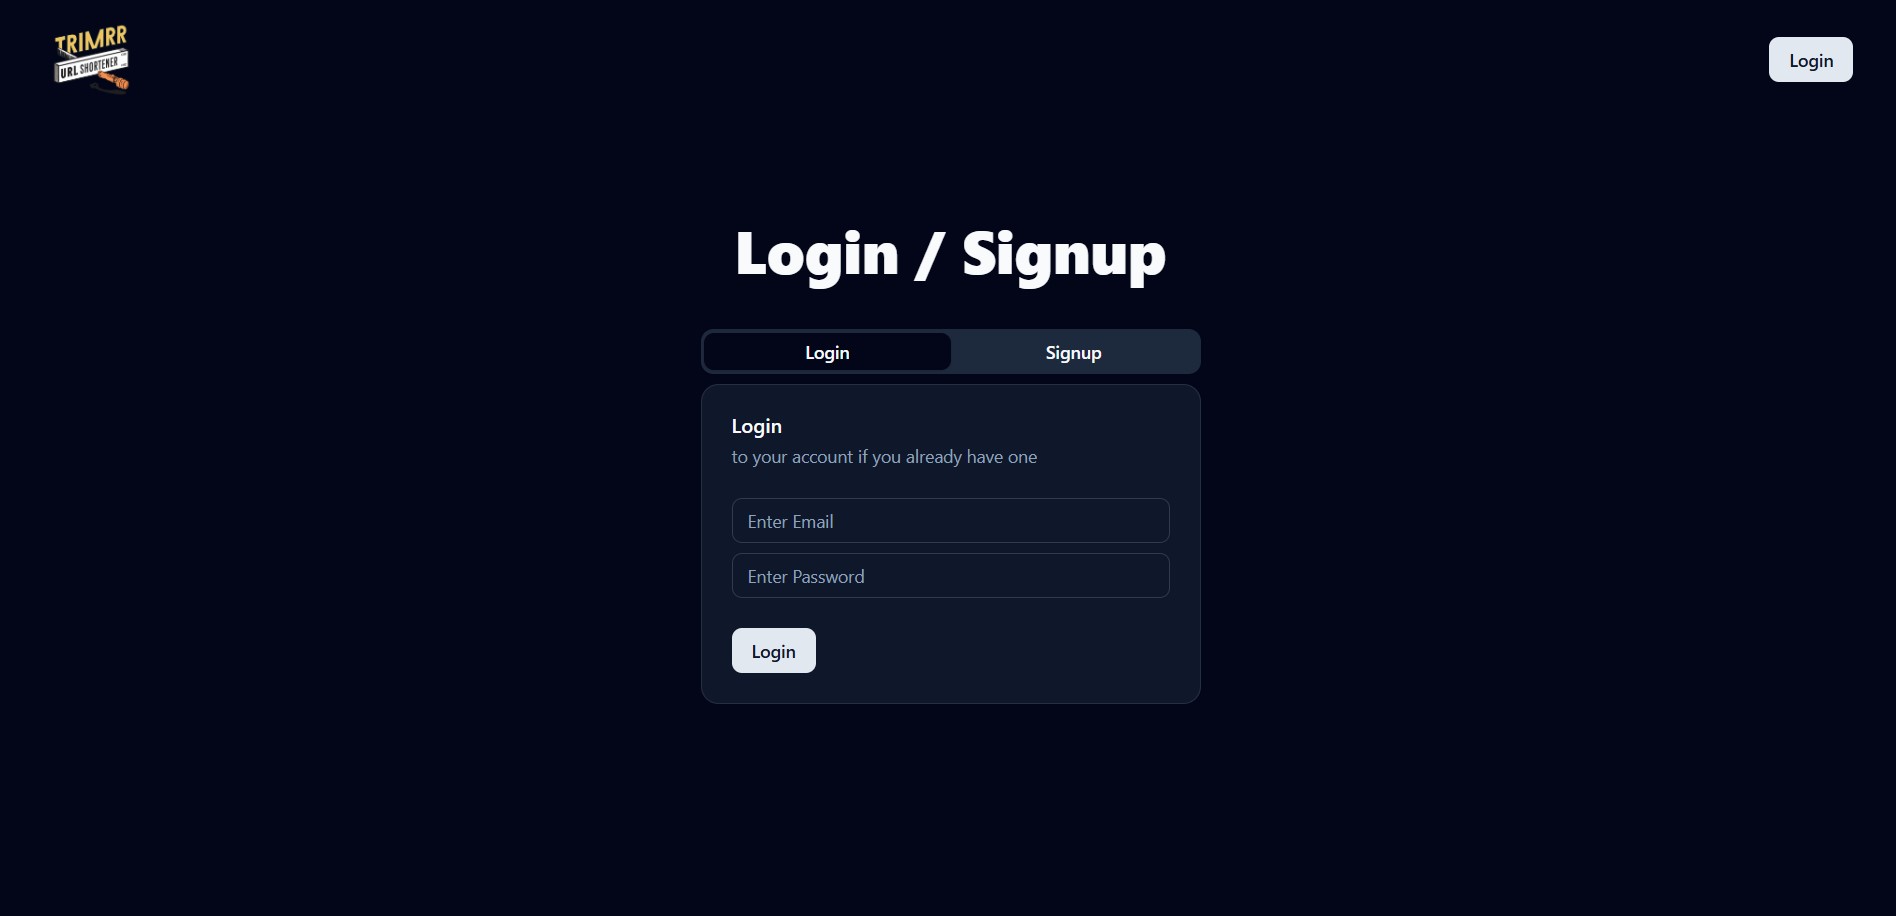 TRIMRR
URL SHORTENER
Login
Login / Signup
Login
Signup
Login
to your account if you already have one
Enter Email
Enter Password
Login